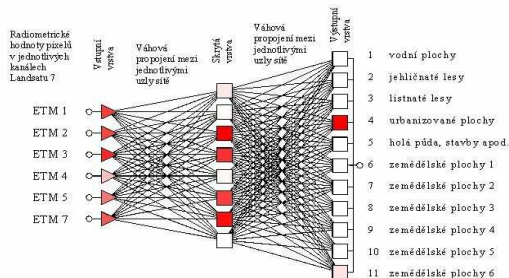 Radiometrické
hodnoty pixelů
v jednotlivých
kanálech
Landsatu 7
Vstupní
vrstva
Váhová
propojení mezi
jednotlivými
uzly sítě
Skrytá
vrstva
Váhová
propojení mezi
jednotlivými
uzly sítě
Výstupní
vrstva
ETM 1
ETM 2
ETM 3
ETM 4
ETM 5
ETM 7
1 vodní plochy
2 jehličnaté lesy
3 listnaté lesy
4 urbanizované plochy
5 holá půda, stavby apod.
6 zemědělské plochy 1
7 zemědělské plochy 2
8 zemědělské plochy 3
9 zemědělské plochy 4
10 zemědělské plochy 5
11 zemědělské plochy 6